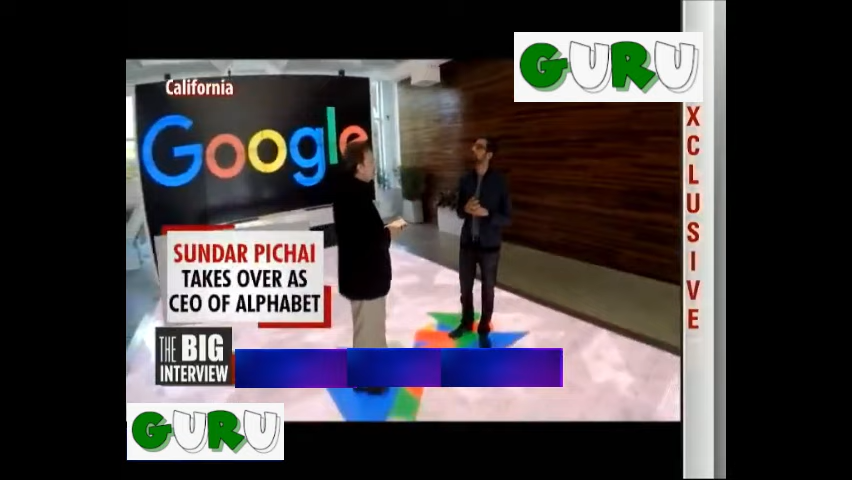 GURU
California
Google
XCLUSIVE
SUNDAR PICHAI
TAKES OVER AS
CEO OF ALPHABET
THE BIG
INTERVIEW
GURU